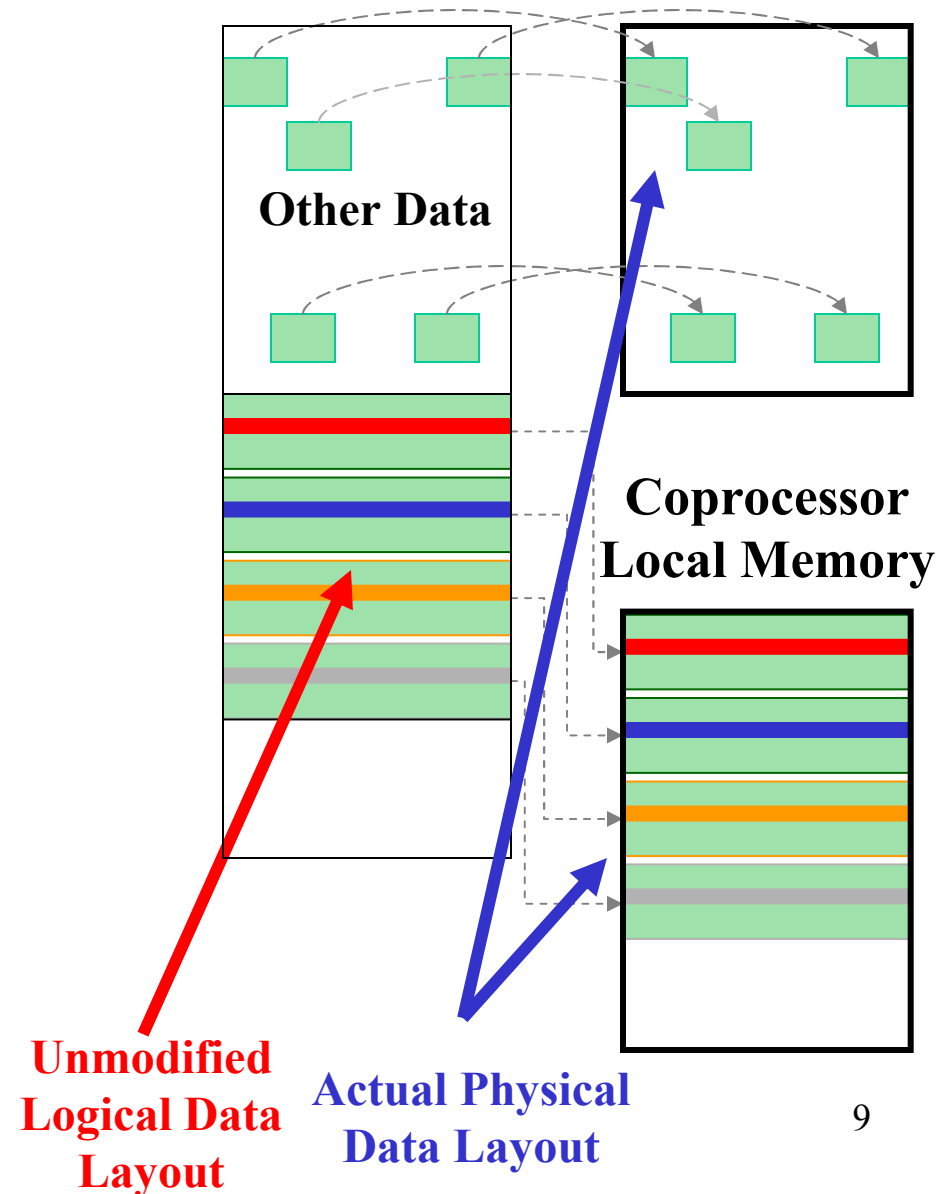 Other Data
Coprocessor
Local Memory
Unmodified
Logical Data
Layout
Actual Physical
Data Layout
9